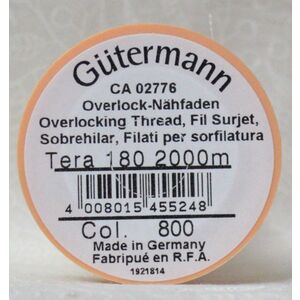 Gütermann
CA 02776
Overlock-Nähfaden
Overlocking Thread, Fil Surjet,
Sobrehilar, Filati per sorfilatura
Tera 180 2000m
4 008015 455248
Col. 800
Made in Germany
Fabriqué en R.F.A.
1921814